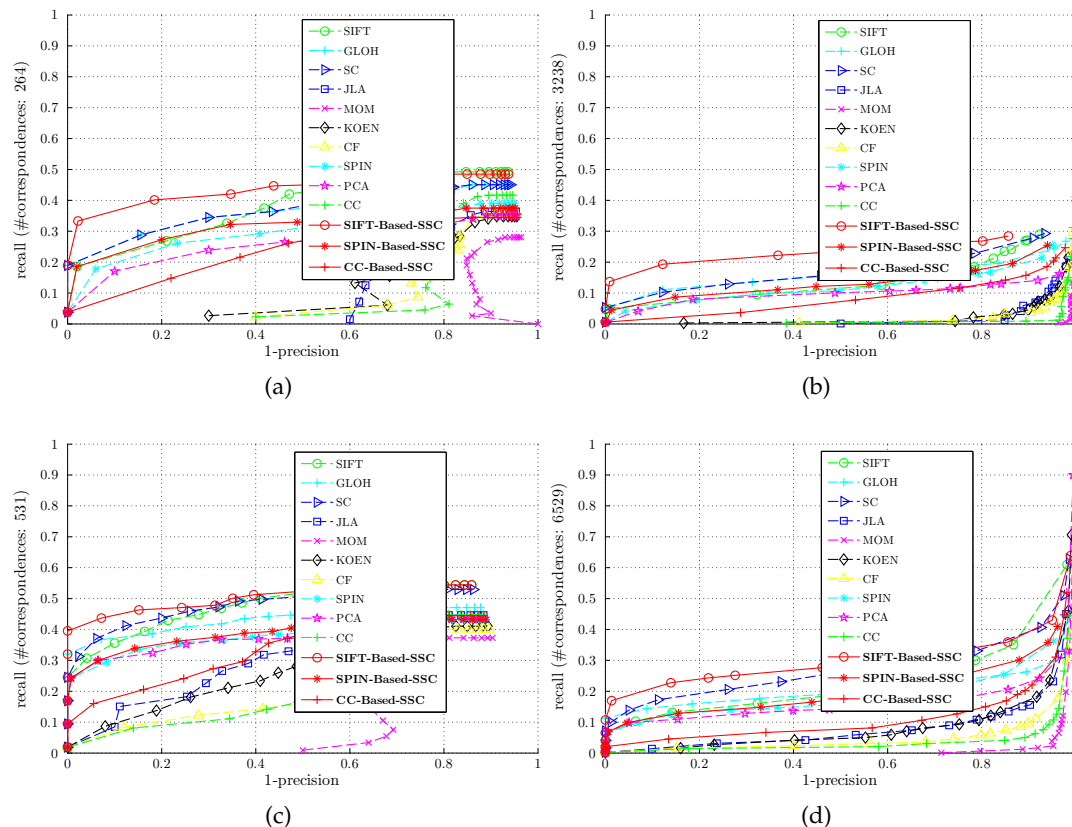 1
0.9
0.8
0.7
0.6
0.5
0.4
0.3
0.2
0.1
0
recall (#correspondences: 264)
SIFT
GLOH
SC
JLA
MOM
KOEN
CF
SPIN
PCA
CC
SIFT-Based-SSC
SPIN-Based-SSC
CC-Based-SSC
0 0.2 0.4 0.6 0.8 1
1-precision
(a)
1
0.9
0.8
0.7
0.6
0.5
0.4
0.3
0.2
0.1
0
recall (#correspondences: 3238)
SIFT
GLOH
SC
JLA
MOM
KOEN
CF
SPIN
PCA
CC
SIFT-Based-SSC
SPIN-Based-SSC
CC-Based-SSC
0 0.2 0.4 0.6 0.8
1-precision
(b)
1
0.9
0.8
0.7
0.6
0.5
0.4
0.3
0.2
0.1
0
recall (#correspondences: 531)
SIFT
GLOH
SC
JLA
MOM
KOEN
CF
SPIN
PCA
CC
SIFT-Based-SSC
SPIN-Based-SSC
CC-Based-SSC
0 0.2 0.4 0.6 0.8 1
1-precision
(c)
1
0.9
0.8
0.7
0.6
0.5
0.4
0.3
0.2
0.1
0
recall (#correspondences: 6529)
SIFT
GLOH
SC
JLA
MOM
KOEN
CF
SPIN
PCA
CC
SIFT-Based-SSC
SPIN-Based-SSC
CC-Based-SSC
0 0.2 0.4 0.6 0.8
1-precision
(d)